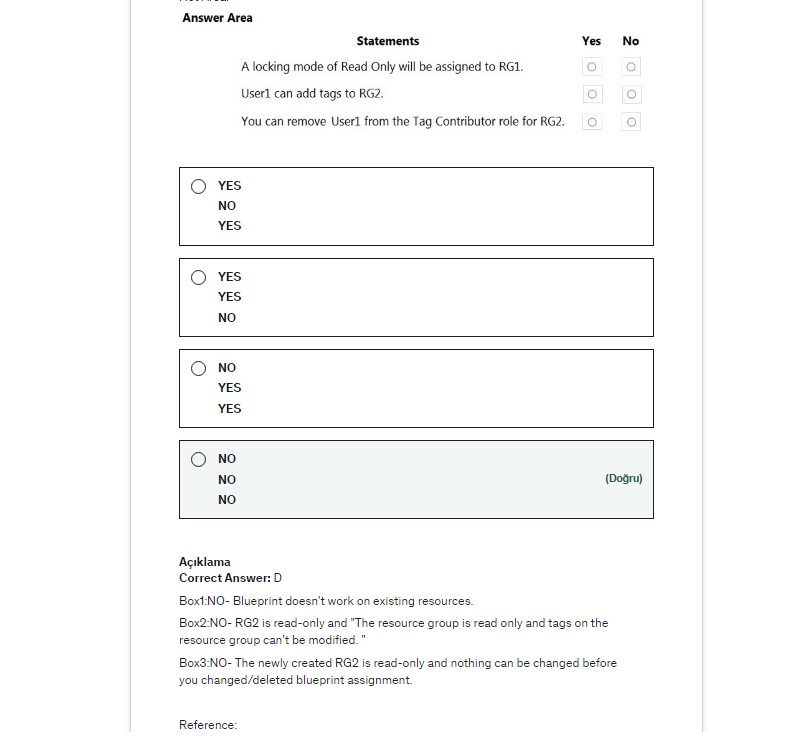 Answer Area
Statements Yes No
A locking mode of Read Only will be assigned to RG1.
User1 can add tags to RG2.
You can remove User1 from the Tag Contributor role for RG2.
YES
NO
YES
YES
YES
NO
NO
YES
YES
NO
NO (Doğru)
NO
Açıklama
Correct Answer: D
Box1:NO- Blueprint doesn't work on existing resources.
Box2:NO- RG2 is read-only and "The resource group is read only and tags on the
resource group can't be modified. "
Box3:NO- The newly created RG2 is read-only and nothing can be changed before
you changed/deleted blueprint assignment.
Reference: